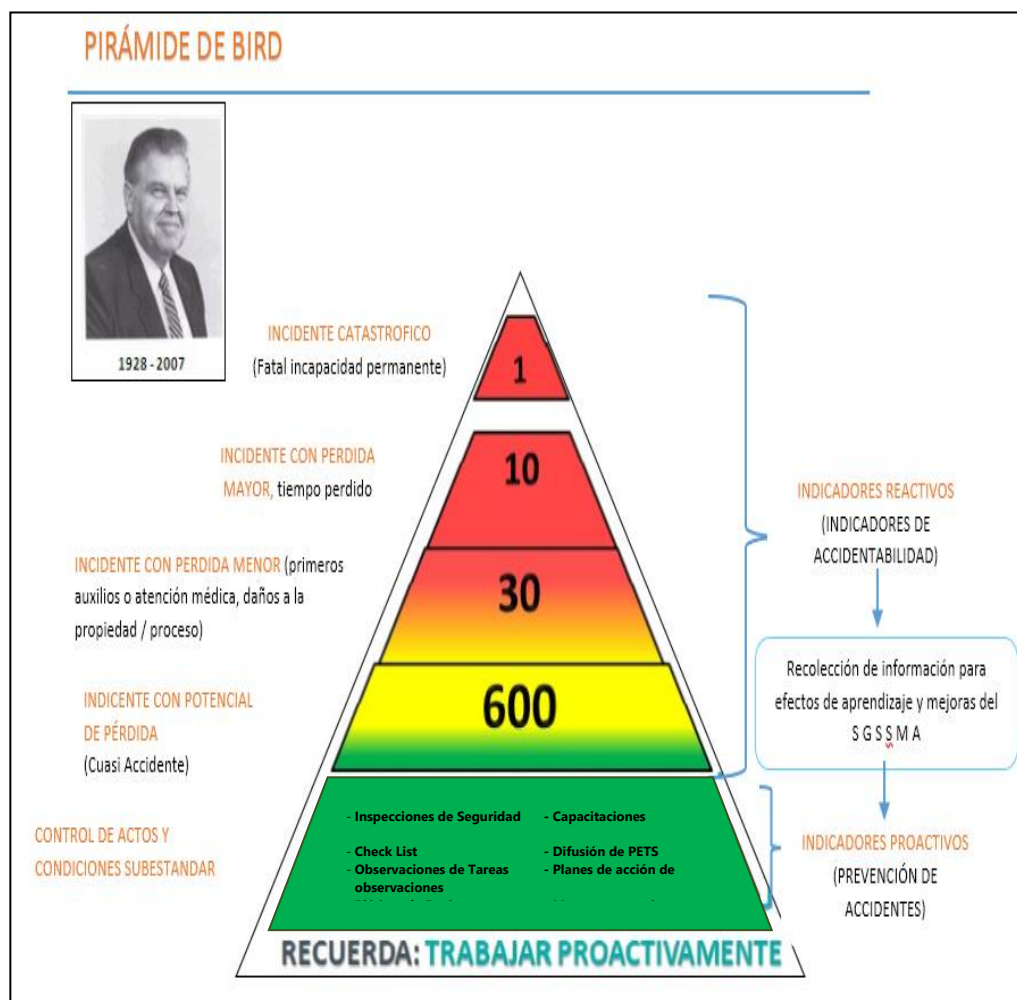 PIRÁMIDE DE BIRD
1928 - 2007
INCIDENTE CATASTROFICO
(Fatal incapacidad permanente)
1
INCIDENTE CON PERDIDA
MAYOR, tiempo perdido
10
INCIDENTE CON PERDIDA MENOR (primeros
auxilios o atención médica, daños a la
propiedad / proceso)
30
INDICENTE CON POTENCIAL
DE PÉRDIDA
(Cuasi Accidente)
600
CONTROL DE ACTOS Y
CONDICIONES SUBESTANDAR
- Inspecciones de Seguridad - Capacitaciones
- Check List - Difusión de PETS
- Observaciones de Tareas - Planes de acción de
observaciones
INDICADORES REACTIVOS
(INDICADORES DE
ACCIDENTABILIDAD)
Recolección de información para
efectos de aprendizaje y mejoras del
S G S S M A
INDICADORES PROACTIVOS
(PREVENCIÓN DE
ACCIDENTES)
RECUERDA: TRABAJAR PROACTIVAMENTE